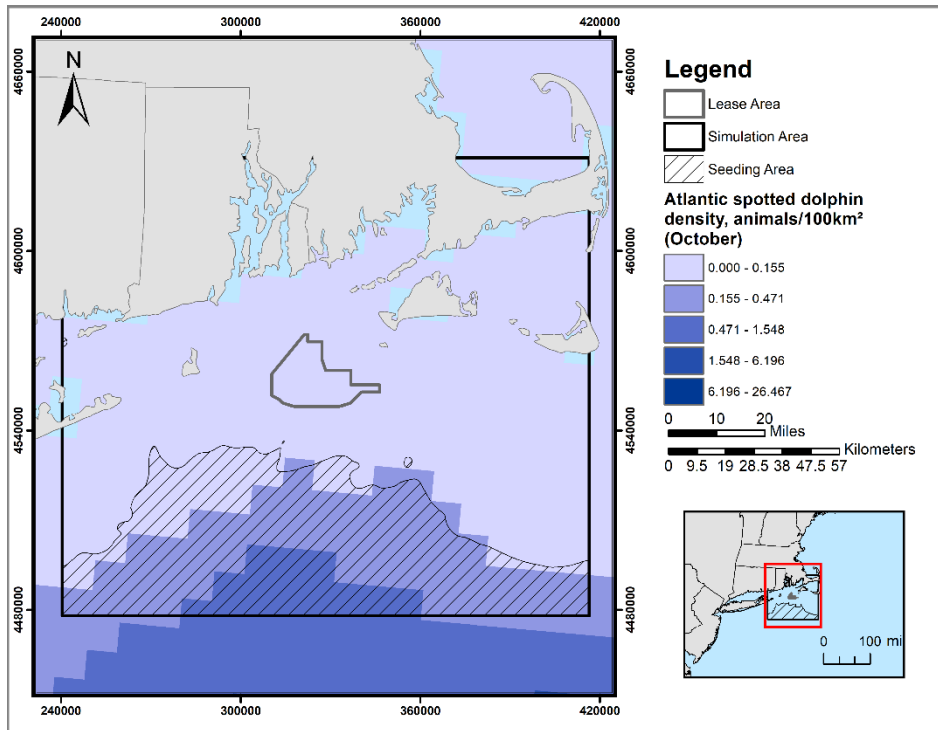 240000 300000 360000 420000
4660000 4660000
4600000 4600000
4540000 4540000
4480000 4480000
240000 300000 360000 420000
N
Legend
Lease Area
Simulation Area
Seeding Area
Atlantic spotted dolphin
density, animals/100km²
(October)
0.000 - 0.155
0.155 - 0.471
0.471 - 1.548
1.548 - 6.196
6.196 - 26.467
0 10 20
Miles
Kilometers
0 9.5 19 28.5 38 47.5 57
0 100 mi